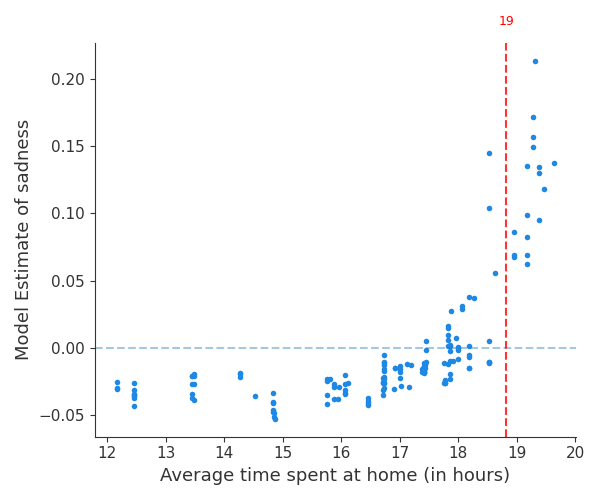 19
0.20
0.15
0.10
0.05
0.00
−0.05
Model Estimate of sadness
12 13 14 15 16 17 18 19 20
Average time spent at home (in hours)